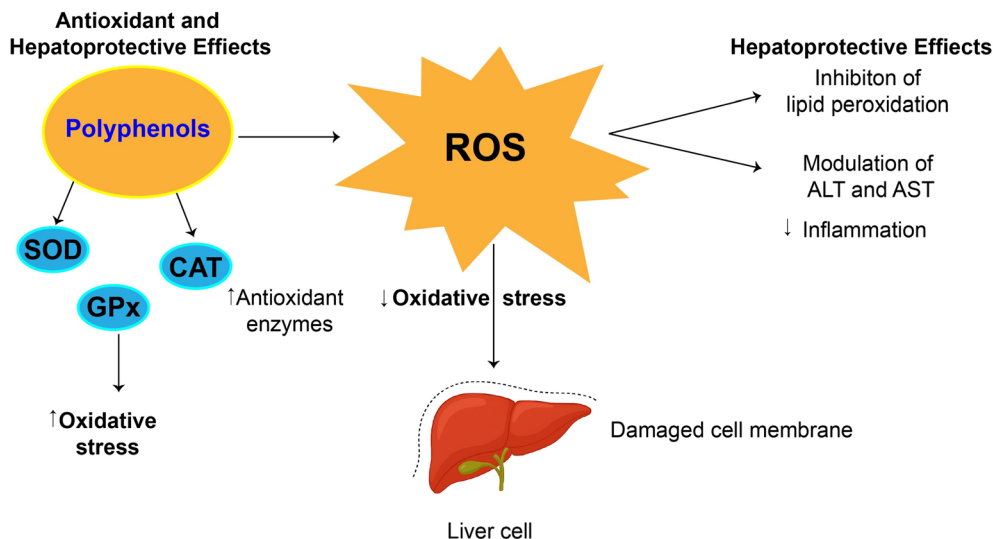 Antioxidant and
Hepatoprotective Effiects
Polyphenols
SOD
CAT
GPx
↑Antioxidant
enzymes
↑Oxidative
stress
ROS
↓Oxidative stress
Liver cell
Damaged cell membrane
Hepatoprotective Effiects
Inhibiton of
lipid peroxidation
Modulation of
ALT and AST
↓ Inflammation